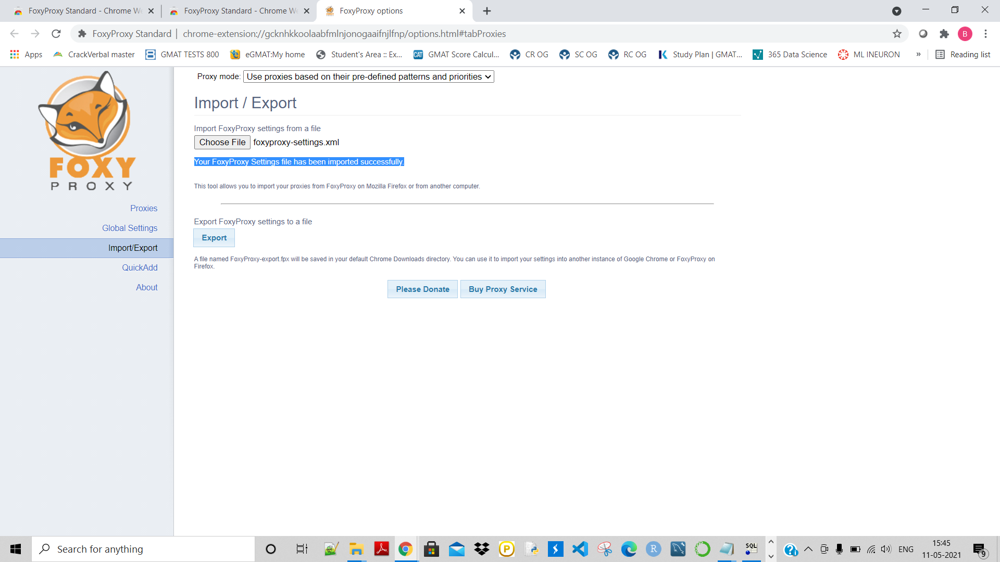 FoxyProxy Standard - Chrome We
FoxyProxy Standard - Chrome We
FoxyProxy options
FoxyProxy Standard | chrome-extension://gcknhkkoolaabfmlnjonogaaifnjlfnp/options.html#tabProxies
B
Apps
CrackVerbal master
GMAT TESTS 800
eGMAT:My home
Student's Area :: Ex...
CAT
GMAT Score Calcul...
CR OG
SC OG
RC OG
Study Plan | GMAT...
365 Data Science
ML INEURON
»
Reading list
FOXY
PROXY
Proxies
Global Settings
Import/Export
QuickAdd
About
Proxy mode: Use proxies based on their pre-defined patterns and priorities
Import / Export
Import FoxyProxy settings from a file
Choose File foxyproxy-settings.xml
Your FoxyProxy Settings file has been imported successfully.
This tool allows you to import your proxies from FoxyProxy on Mozilla Firefox or from another computer.
Export FoxyProxy settings to a file
Export
A file named FoxyProxy-export.fpx will be saved in your default Chrome Downloads directory. You can use it to import your settings into another instance of Google Chrome or FoxyProxy on
Firefox.
Please Donate
Buy Proxy Service
Search for anything
P
R
SQL
ENG
15:45
11-05-2021
9